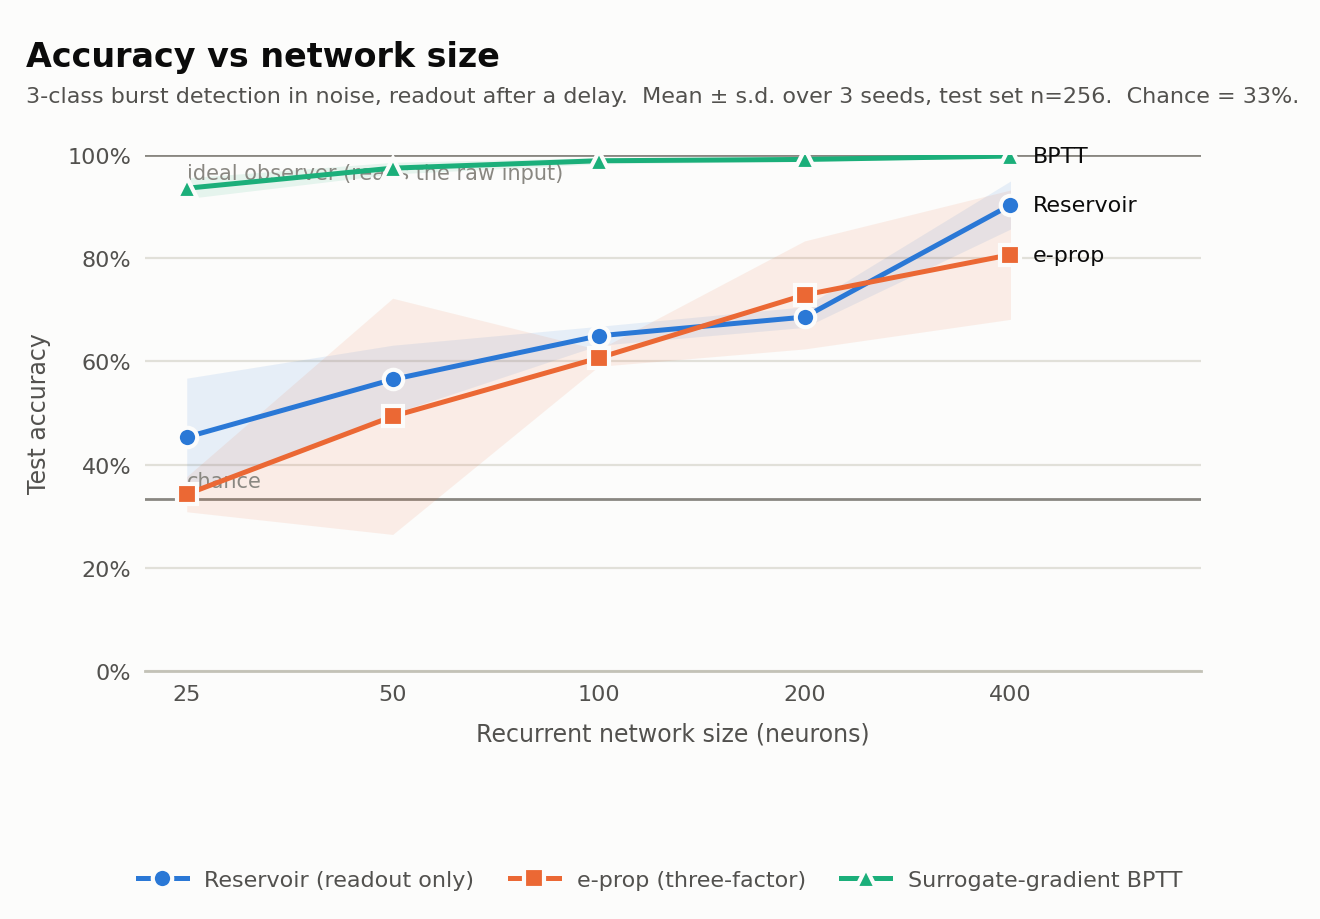 Accuracy vs network size
3-class burst detection in noise, readout after a delay.  Mean ± s.d. over 3 seeds, test set n=256.  Chance = 33%.
100%
ideal observer (reads the raw input)
BPTT
Reservoir
80%
e-prop
60%
Test accuracy
40%
chance
20%
0%
25 50 100 200 400
Recurrent network size (neurons)
Reservoir (readout only) e-prop (three-factor) Surrogate-gradient BPTT